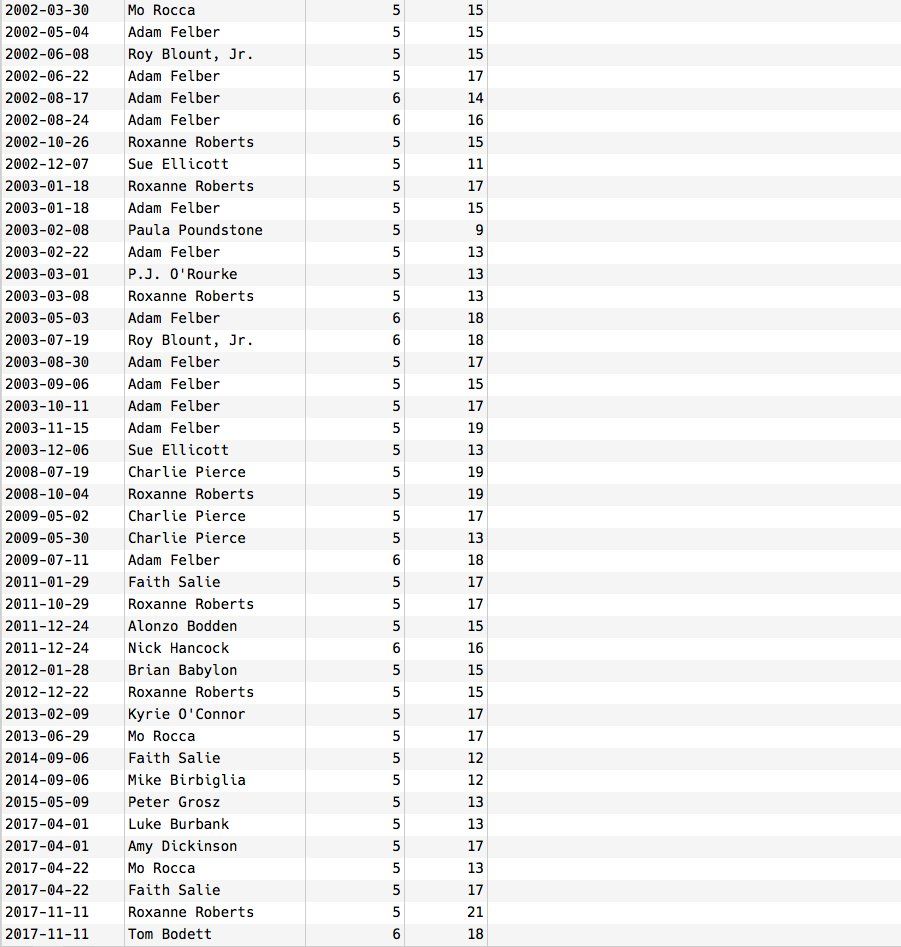 2002-03-30 Mo Rocca 5 15
2002-05-04 Adam Felber 5 15
2002-06-08 Roy Blount, Jr. 5 15
2002-06-22 Adam Felber 5 17
2002-08-17 Adam Felber 6 14
2002-08-24 Adam Felber 6 16
2002-10-26 Roxanne Roberts 5 15
2002-12-07 Sue Ellicott 5 11
2003-01-18 Roxanne Roberts 5 17
2003-01-18 Adam Felber 5 15
2003-02-08 Paula Poundstone 5 9
2003-02-22 Adam Felber 5 13
2003-03-01 P.J. O'Rourke 5 13
2003-03-08 Roxanne Roberts 5 13
2003-05-03 Adam Felber 6 18
2003-07-19 Roy Blount, Jr. 6 18
2003-08-30 Adam Felber 5 17
2003-09-06 Adam Felber 5 15
2003-10-11 Adam Felber 5 17
2003-11-15 Adam Felber 5 19
2003-12-06 Sue Ellicott 5 13
2008-07-19 Charlie Pierce 5 19
2008-10-04 Roxanne Roberts 5 19
2009-05-02 Charlie Pierce 5 17
2009-05-30 Charlie Pierce 5 13
2009-07-11 Adam Felber 6 18
2011-01-29 Faith Salie 5 17
2011-10-29 Roxanne Roberts 5 17
2011-12-24 Alonzo Bodden 5 15
2011-12-24 Nick Hancock 6 16
2012-01-28 Brian Babylon 5 15
2012-12-22 Roxanne Roberts 5 15
2013-02-09 Kyrie O'Connor 5 17
2013-06-29 Mo Rocca 5 17
2014-09-06 Faith Salie 5 12
2014-09-06 Mike Birbiglia 5 12
2015-05-09 Peter Grosz 5 13
2017-04-01 Luke Burbank 5 13
2017-04-01 Amy Dickinson 5 17
2017-04-22 Mo Rocca 5 13
2017-04-22 Faith Salie 5 17
2017-11-11 Roxanne Roberts 5 21
2017-11-11 Tom Bodett 6 18